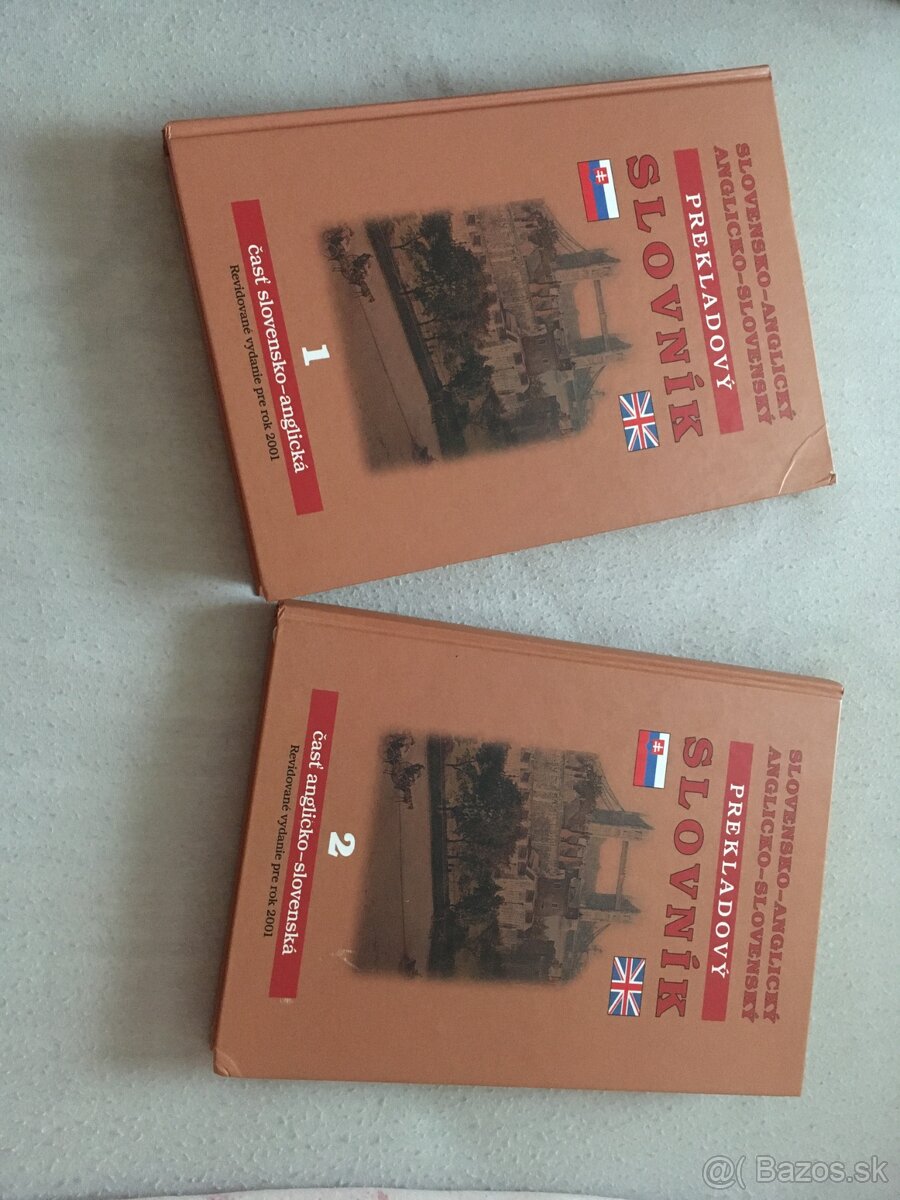 SLOVENSKO-ANGLICKÝ
ANGLICKO-SLOVENSKÝ
PREKLADOVÝ
SLOVNÍK
1
časť slovensko-anglická
Revidované vydanie pre rok 2001
SLOVENSKO-ANGLICKÝ
ANGLICKO-SLOVENSKÝ
PREKLADOVÝ
SLOVNÍK
2
časť anglicko-slovenská
Revidované vydanie pre rok 2001
@( Bazos.sk